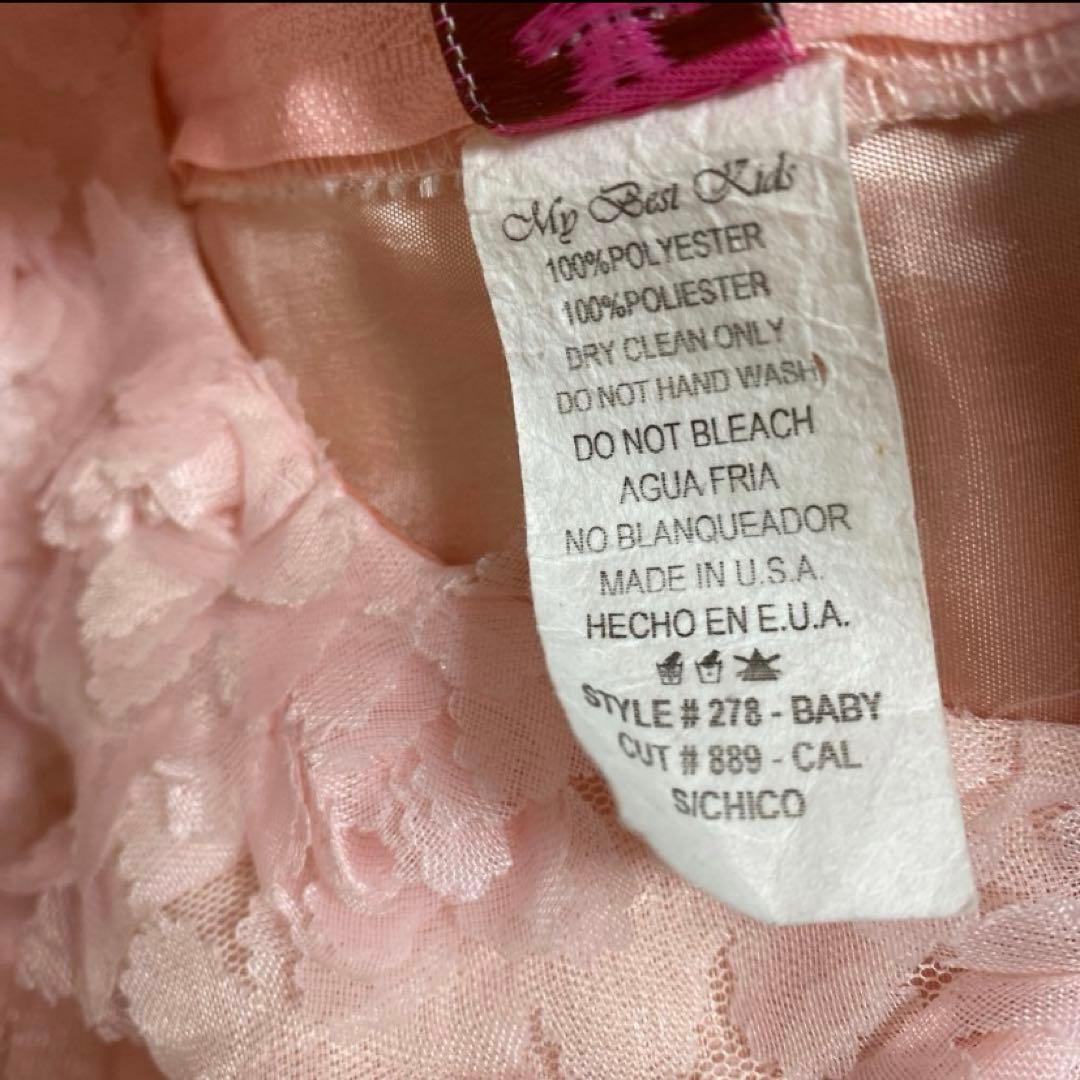 My Best Kids
100%POLYESTER
100%POLIESTER
DRY CLEAN ONLY
DO NOT HAND WASH
DO NOT BLEACH
AGUA FRIA
NO BLANQUEADOR
MADE IN U.S.A.
HECHO EN E.U.A.
STYLE # 278 - BABY
CUT # 889 - CAL
S/CHICO